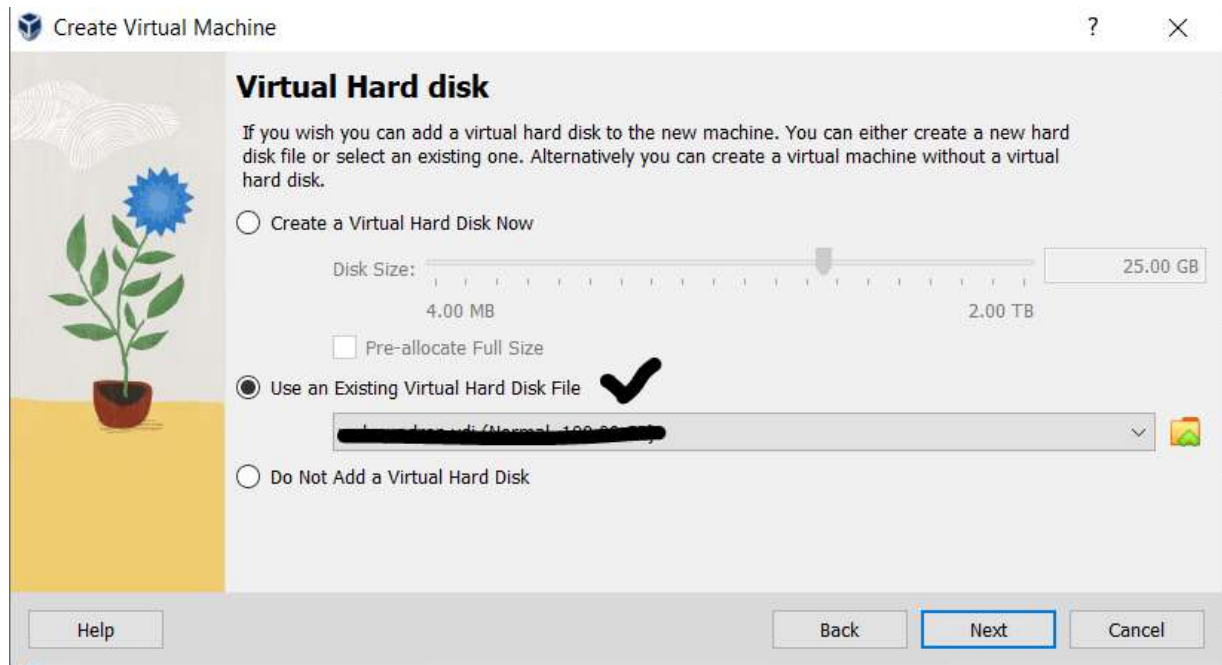 Create Virtual Machine
Virtual Hard disk
If you wish you can add a virtual hard disk to the new machine. You can either create a new hard
disk file or select an existing one. Alternatively you can create a virtual machine without a virtual
hard disk.
Create a Virtual Hard Disk Now
Disk Size: 25.00 GB
4.00 MB 2.00 TB
Pre-allocate Full Size
Use an Existing Virtual Hard Disk File
Do Not Add a Virtual Hard Disk
Help Back Next Cancel